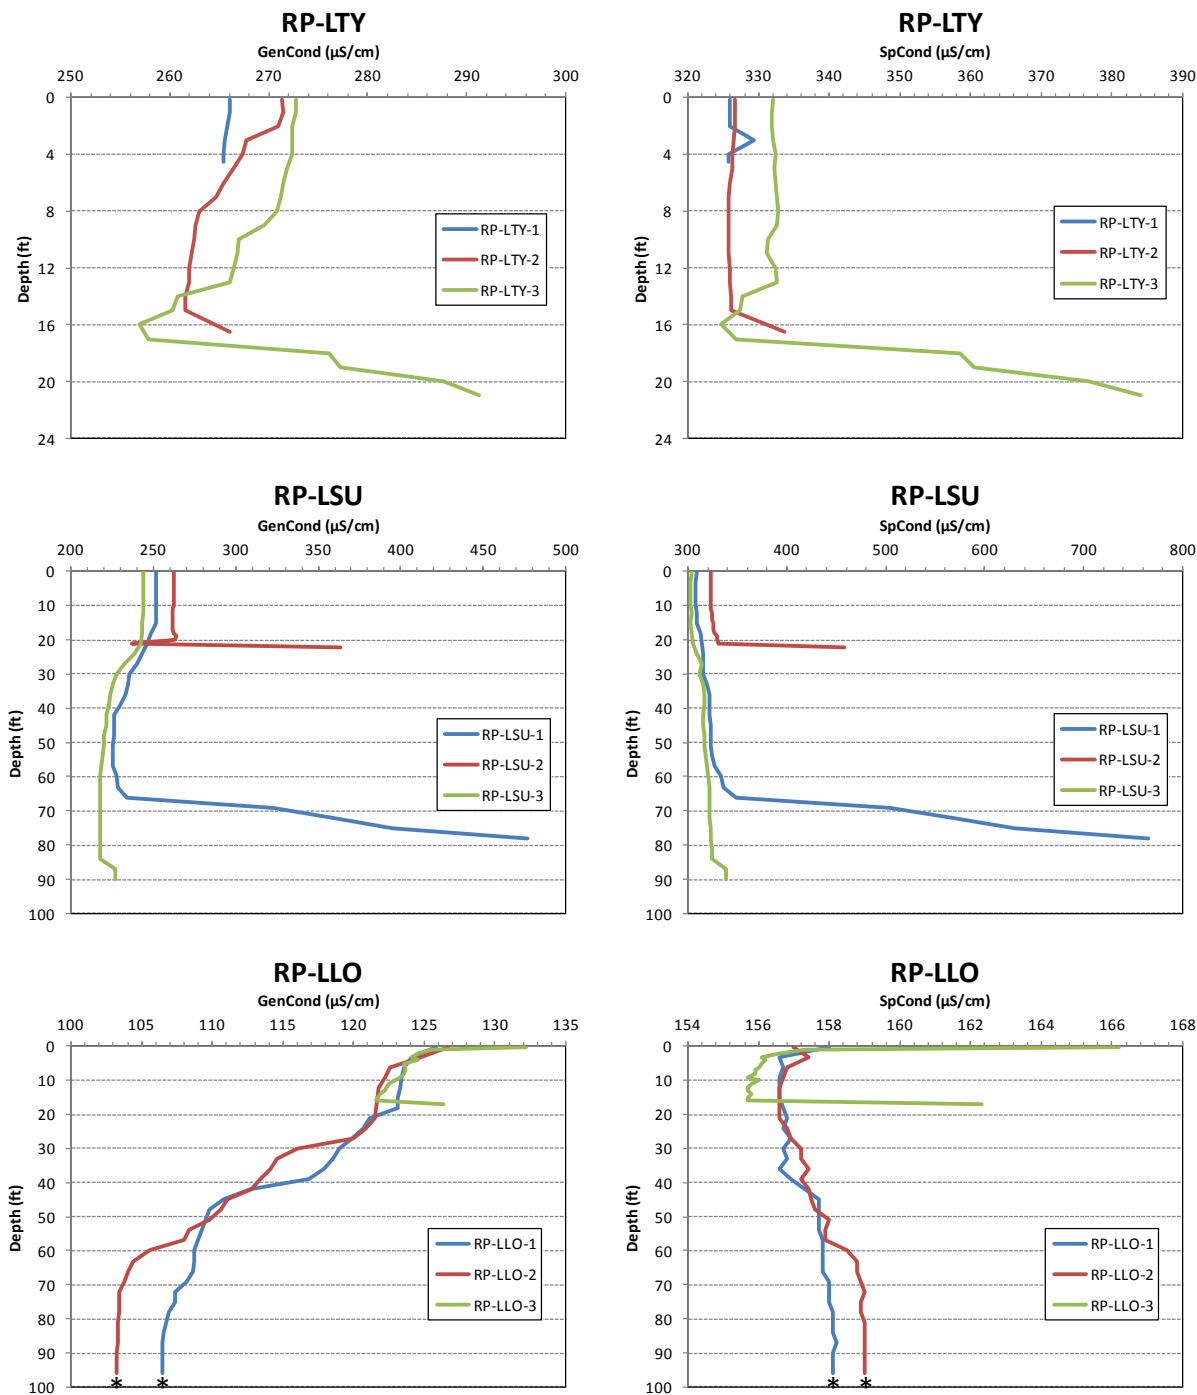 RP-LTY
GenCond (µS/cm)
250 260 270 280 290 300
0
4
8
12
16
20
24
Depth (ft)
RP-LTY-1
RP-LTY-2
RP-LTY-3
RP-LTY
SpCond (µS/cm)
320 330 340 350 360 370 380 390
0
4
8
12
16
20
24
Depth (ft)
RP-LTY-1
RP-LTY-2
RP-LTY-3
RP-LSU
GenCond (µS/cm)
200 250 300 350 400 450 500
0
10
20
30
40
50
60
70
80
90
100
Depth (ft)
RP-LSU-1
RP-LSU-2
RP-LSU-3
RP-LSU
SpCond (µS/cm)
300 400 500 600 700 800
0
10
20
30
40
50
60
70
80
90
100
Depth (ft)
RP-LSU-1
RP-LSU-2
RP-LSU-3
RP-LLO
GenCond (µS/cm)
100 105 110 115 120 125 130 135
0
10
20
30
40
50
60
70
80
90
100
Depth (ft)
RP-LLO-1
RP-LLO-2
RP-LLO-3
* *
RP-LLO
SpCond (µS/cm)
154 156 158 160 162 164 166 168
0
10
20
30
40
50
60
70
80
90
100
Depth (ft)
RP-LLO-1
RP-LLO-2
RP-LLO-3
* *